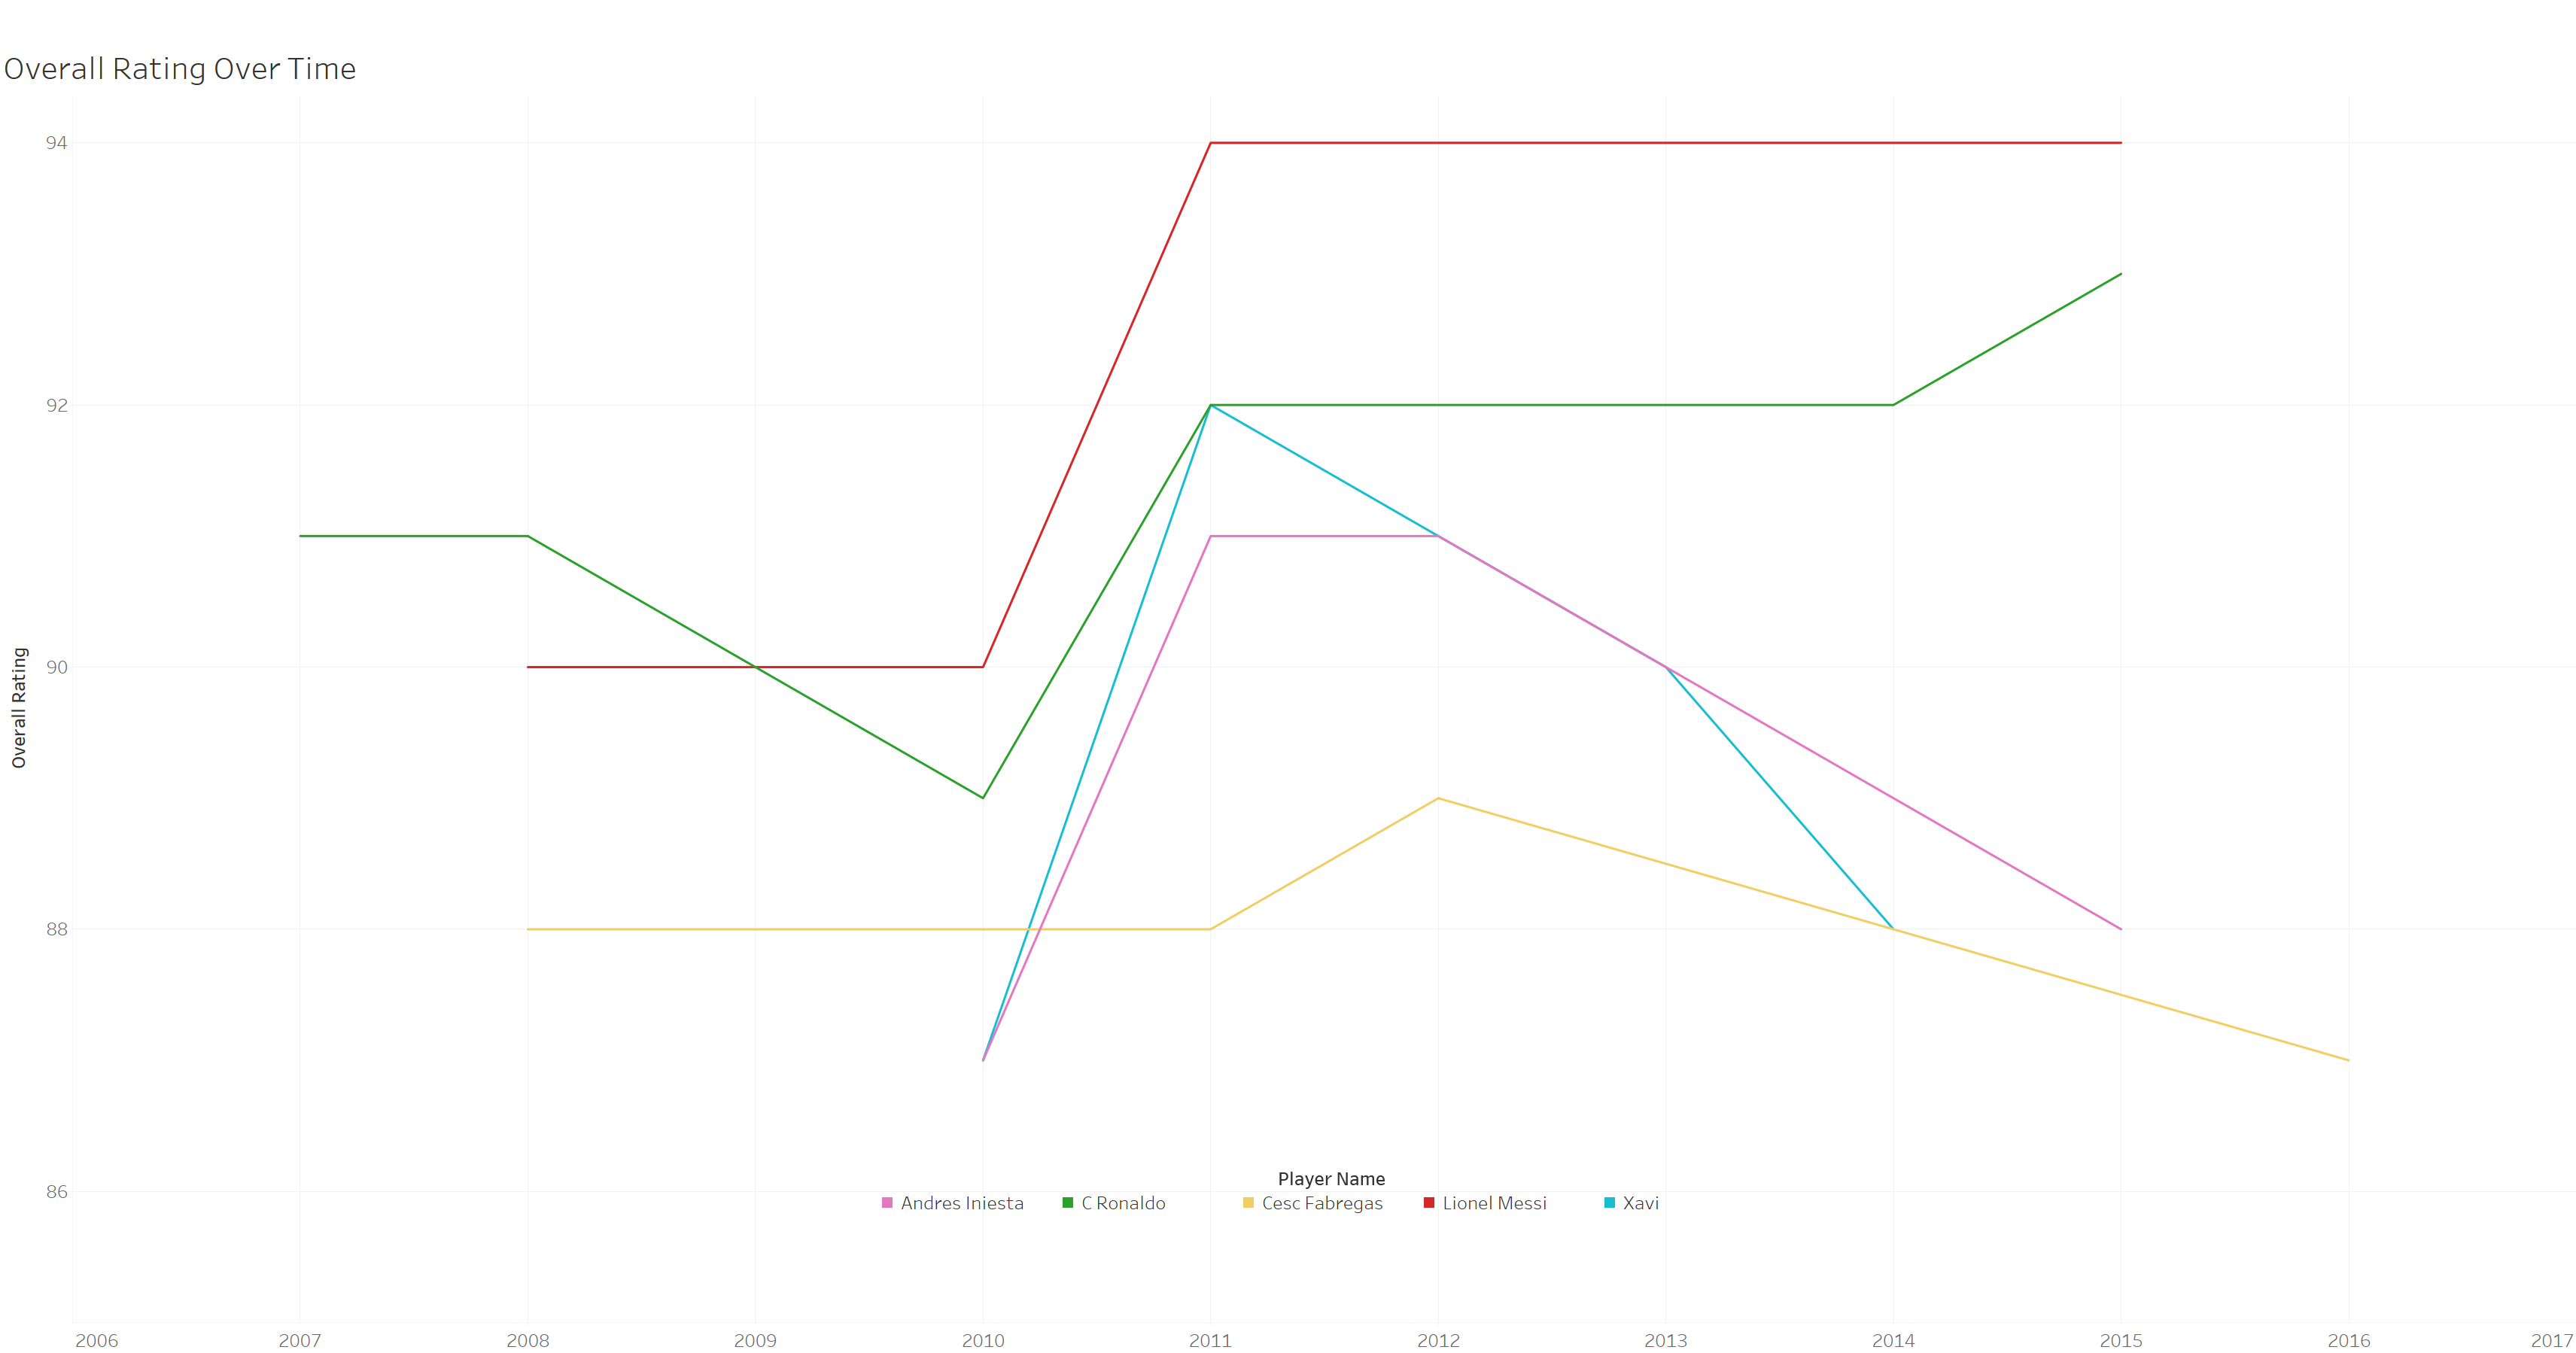 Overall Rating Over Time
94
92
90
88
86
Overall Rating
Player Name
Andres Iniesta C Ronaldo Cesc Fabregas Lionel Messi Xavi
2006 2007 2008 2009 2010 2011 2012 2013 2014 2015 2016 2017